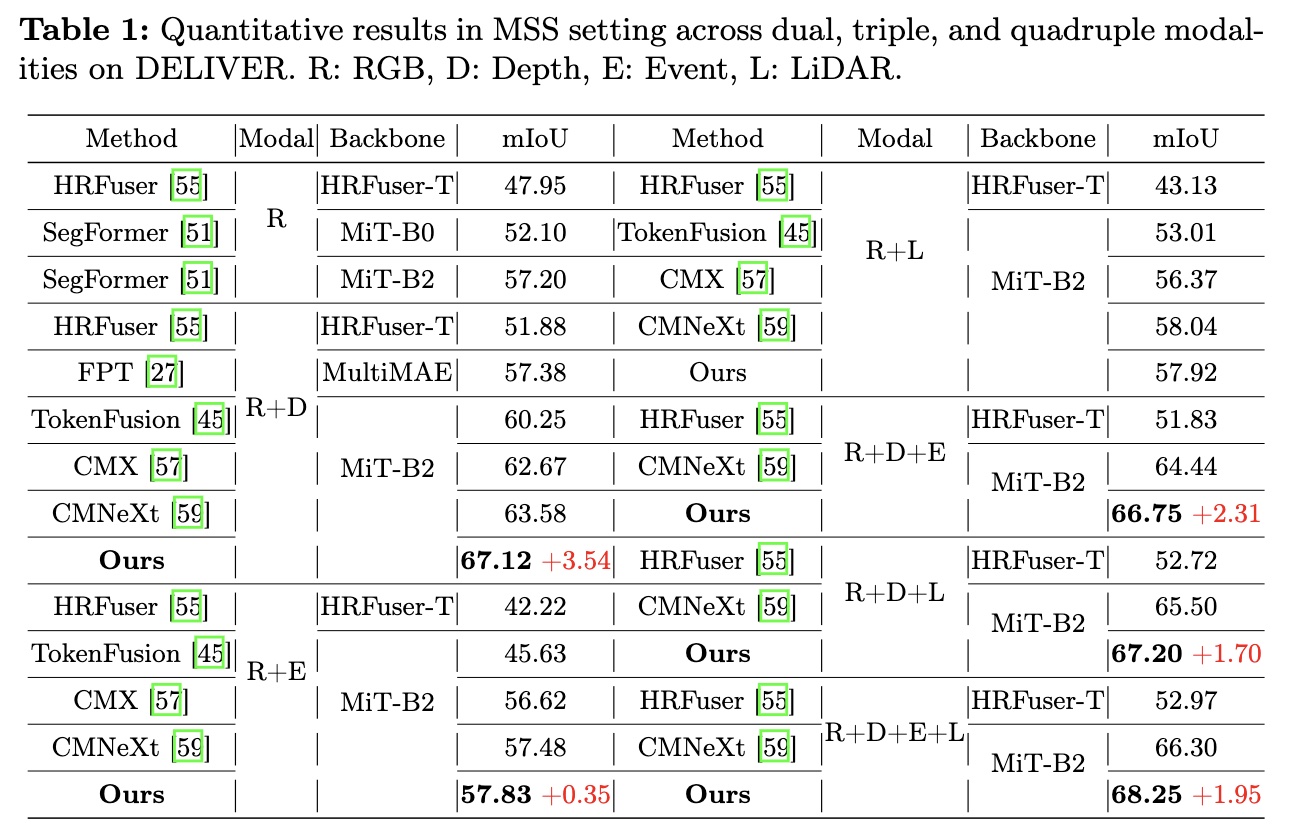 Table 1: Quantitative results in MSS setting across dual, triple, and quadruple modal-
ities on DELIVER. R: RGB, D: Depth, E: Event, L: LiDAR.
Method Modal Backbone mIoU Method Modal Backbone mIoU
HRFuser [55] HRFuser-T 47.95 HRFuser [55] HRFuser-T 43.13
R
SegFormer [51] MiT-B0 52.10 TokenFusion [45] 53.01
R+L
SegFormer [51] MiT-B2 57.20 CMX [57] MiT-B2 56.37
HRFuser [55] HRFuser-T 51.88 CMNeXt [59] 58.04
FPT [27] MultiMAE 57.38 Ours 57.92
R+D
TokenFusion [45] 60.25 HRFuser [55] HRFuser-T 51.83
R+D+E
CMX [57] MiT-B2 62.67 CMNeXt [59] 64.44
MiT-B2
CMNeXt [59] 63.58 Ours 66.75 +2.31
Ours 67.12 +3.54 HRFuser [55] HRFuser-T 52.72
R+D+L
HRFuser [55] HRFuser-T 42.22 CMNeXt [59] 65.50
MiT-B2
TokenFusion [45] 45.63 Ours 67.20 +1.70
R+E
CMX [57] MiT-B2 56.62 HRFuser [55] HRFuser-T 52.97
R+D+E+L
CMNeXt [59] 57.48 CMNeXt [59] 66.30
MiT-B2
Ours 57.83 +0.35 Ours 68.25 +1.95